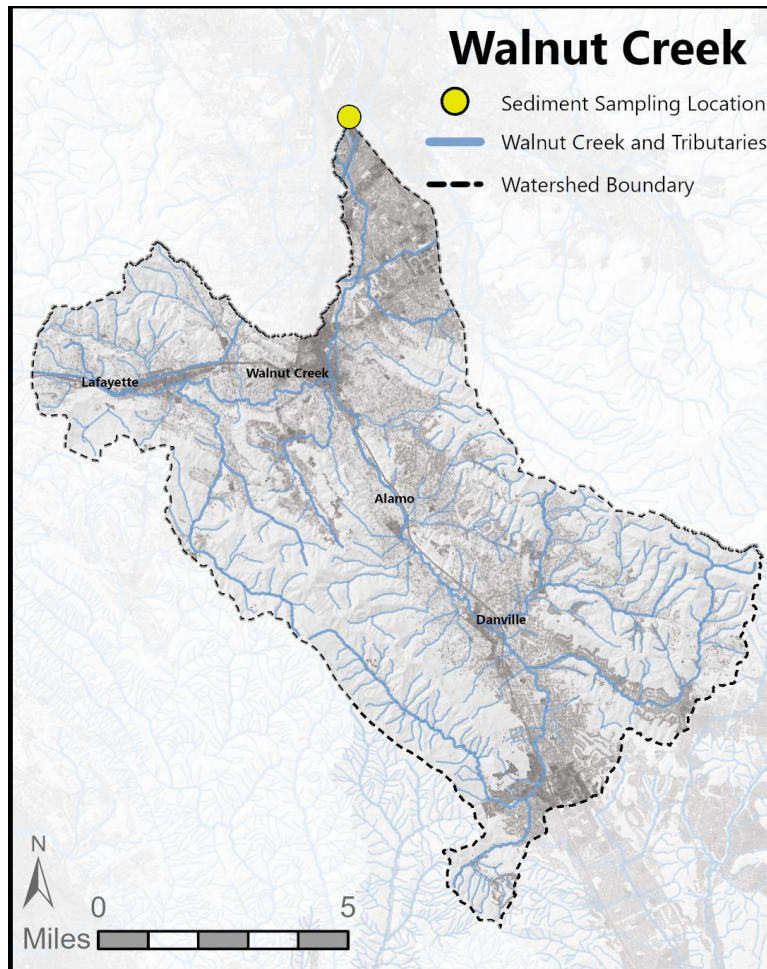 Walnut Creek
Sediment Sampling Location
Walnut Creek and Tributaries
Watershed Boundary
Lafayette
Walnut Creek
Alamo
Danville
N
0 5
Miles